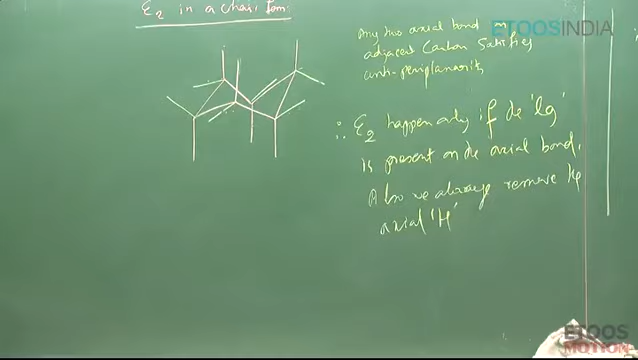 E2 in a chair form:
Any two axial bond on
adjacent Carbon Satisfies
anti-periplanarity
∴ E2 happen only if the 'lg'
is present on the axial bond.
Also we always remove the
axial 'H'
ETOOSINDIA
ETOOS
MOTION